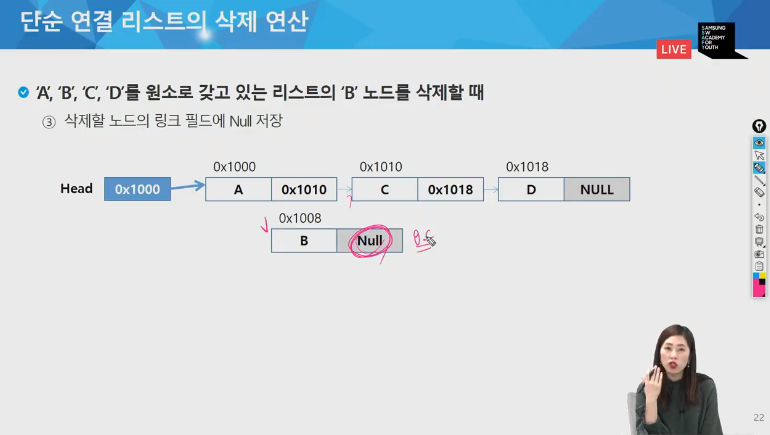 단순 연결 리스트의 삭제 연산
LIVE
SAMSUNG
SW
ACADEMY
FOR
YOUTH
'A', 'B', 'C', 'D'를 원소로 갖고 있는 리스트의 'B' 노드를 삭제할 때
③ 삭제할 노드의 링크 필드에 Null 저장
0x1000 0x1010 0x1018
Head 0x1000 A 0x1010 C 0x1018 D NULL
0x1008
B Null
22